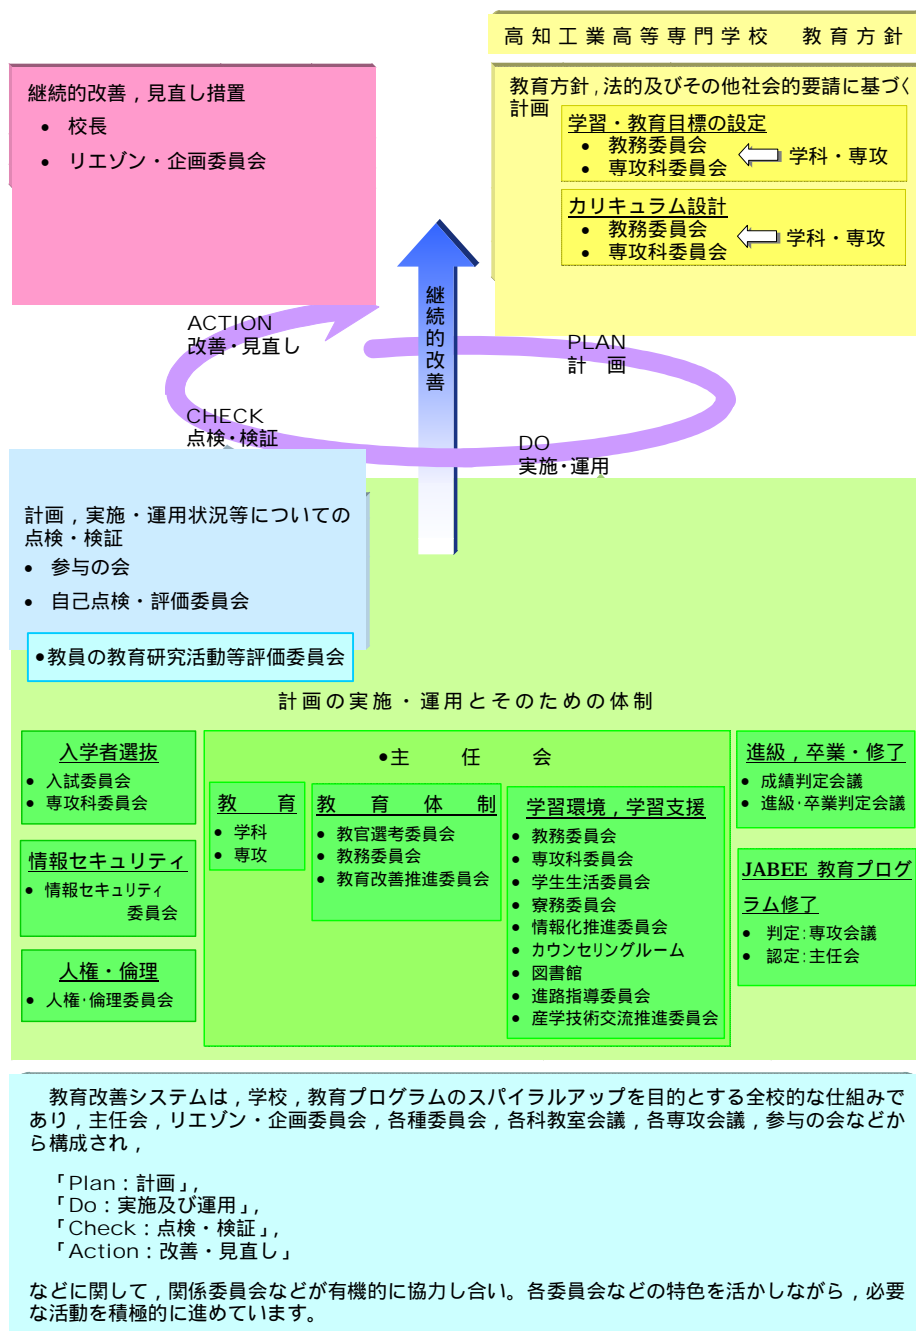 高知工業高等専門学校 教育方針
継続的改善，見直し措置
• 校長
• リエゾン・企画委員会
教育方針，法的及びその他社会的要請に基づく
計画
学習・教育目標の設定
• 教務委員会
• 専攻科委員会
学科・専攻
カリキュラム設計
• 教務委員会
• 専攻科委員会
学科・専攻
継続的改善
ACTION
改善・見直し
PLAN
計 画
CHECK
点検・検証
DO
実施・運用
計画，実施・運用状況等についての
点検・検証
• 参与の会
• 自己点検・評価委員会
•教員の教育研究活動等評価委員会
計画の実施・運用とそのための体制
入学者選抜
• 入試委員会
• 専攻科委員会
情報セキュリティ
• 情報セキュリティ
委員会
人権・倫理
• 人権・倫理委員会
•主 任 会
教 育
• 学科
• 専攻
教 育 体 制
• 教官選考委員会
• 教務委員会
• 教育改善推進委員会
学習環境，学習支援
• 教務委員会
• 専攻科委員会
• 学生生活委員会
• 寮務委員会
• 情報化推進委員会
• カウンセリングルーム
• 図書館
• 進路指導委員会
• 産学技術交流推進委員会
進級，卒業・修了
• 成績判定会議
• 進級・卒業判定会議
JABEE 教育プログ
ラム修了
• 判定：専攻会議
• 認定：主任会
教育改善システムは，学校，教育プログラムのスパイラルアップを目的とする全校的な仕組みで
あり，主任会，リエゾン・企画委員会，各種委員会，各科教室会議，各専攻会議，参与の会などか
ら構成され，
「Plan：計画」，
「Do：実施及び運用」，
「Check：点検・検証」，
「Action：改善・見直し」
などに関して，関係委員会などが有機的に協力し合い。各委員会などの特色を活かしながら，必要
な活動を積極的に進めています。